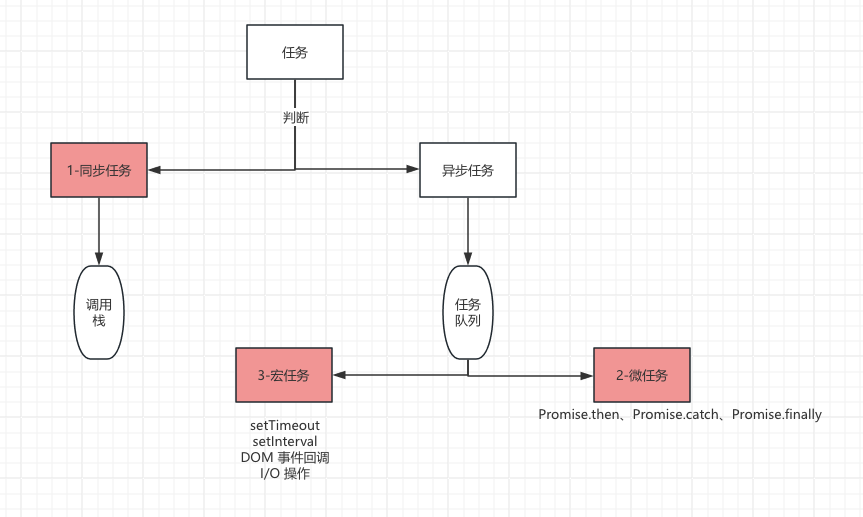 任务
判断
1-同步任务
异步任务
调用
栈
任务
队列
3-宏任务
2-微任务
Promise.then、Promise.catch、Promise.finally
setTimeout
setInterval
DOM 事件回调
I/O 操作